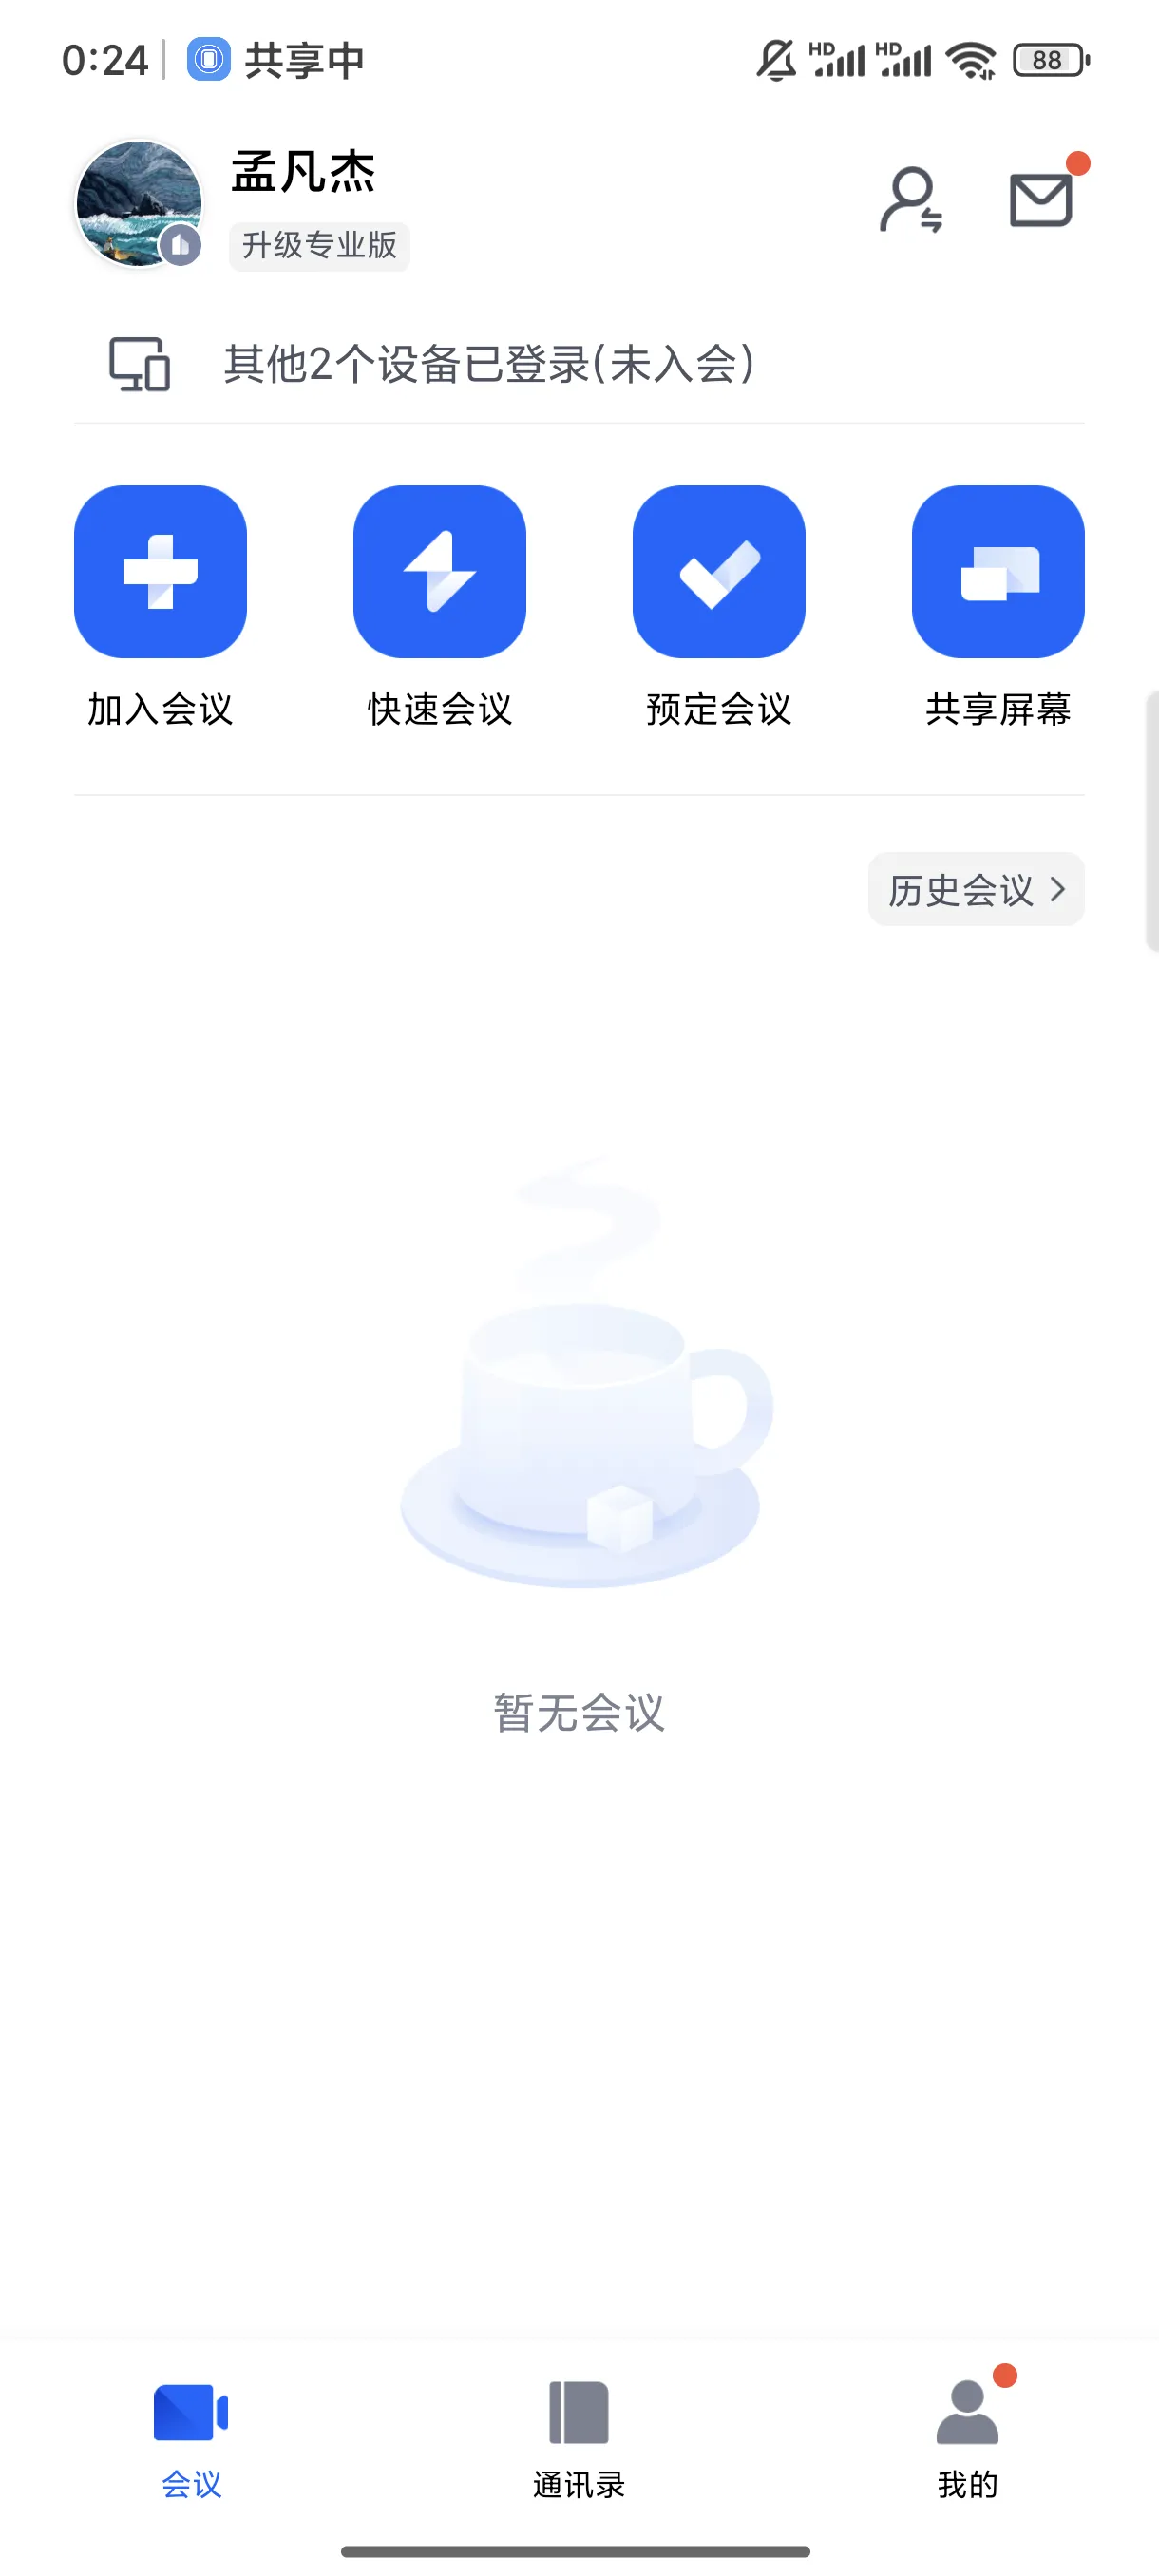 0:24 共享中 HD HD 88
孟凡杰
升级专业版
其他2个设备已登录(未入会)
加入会议 快速会议 预定会议 共享屏幕
历史会议
暂无会议
会议 通讯录 我的